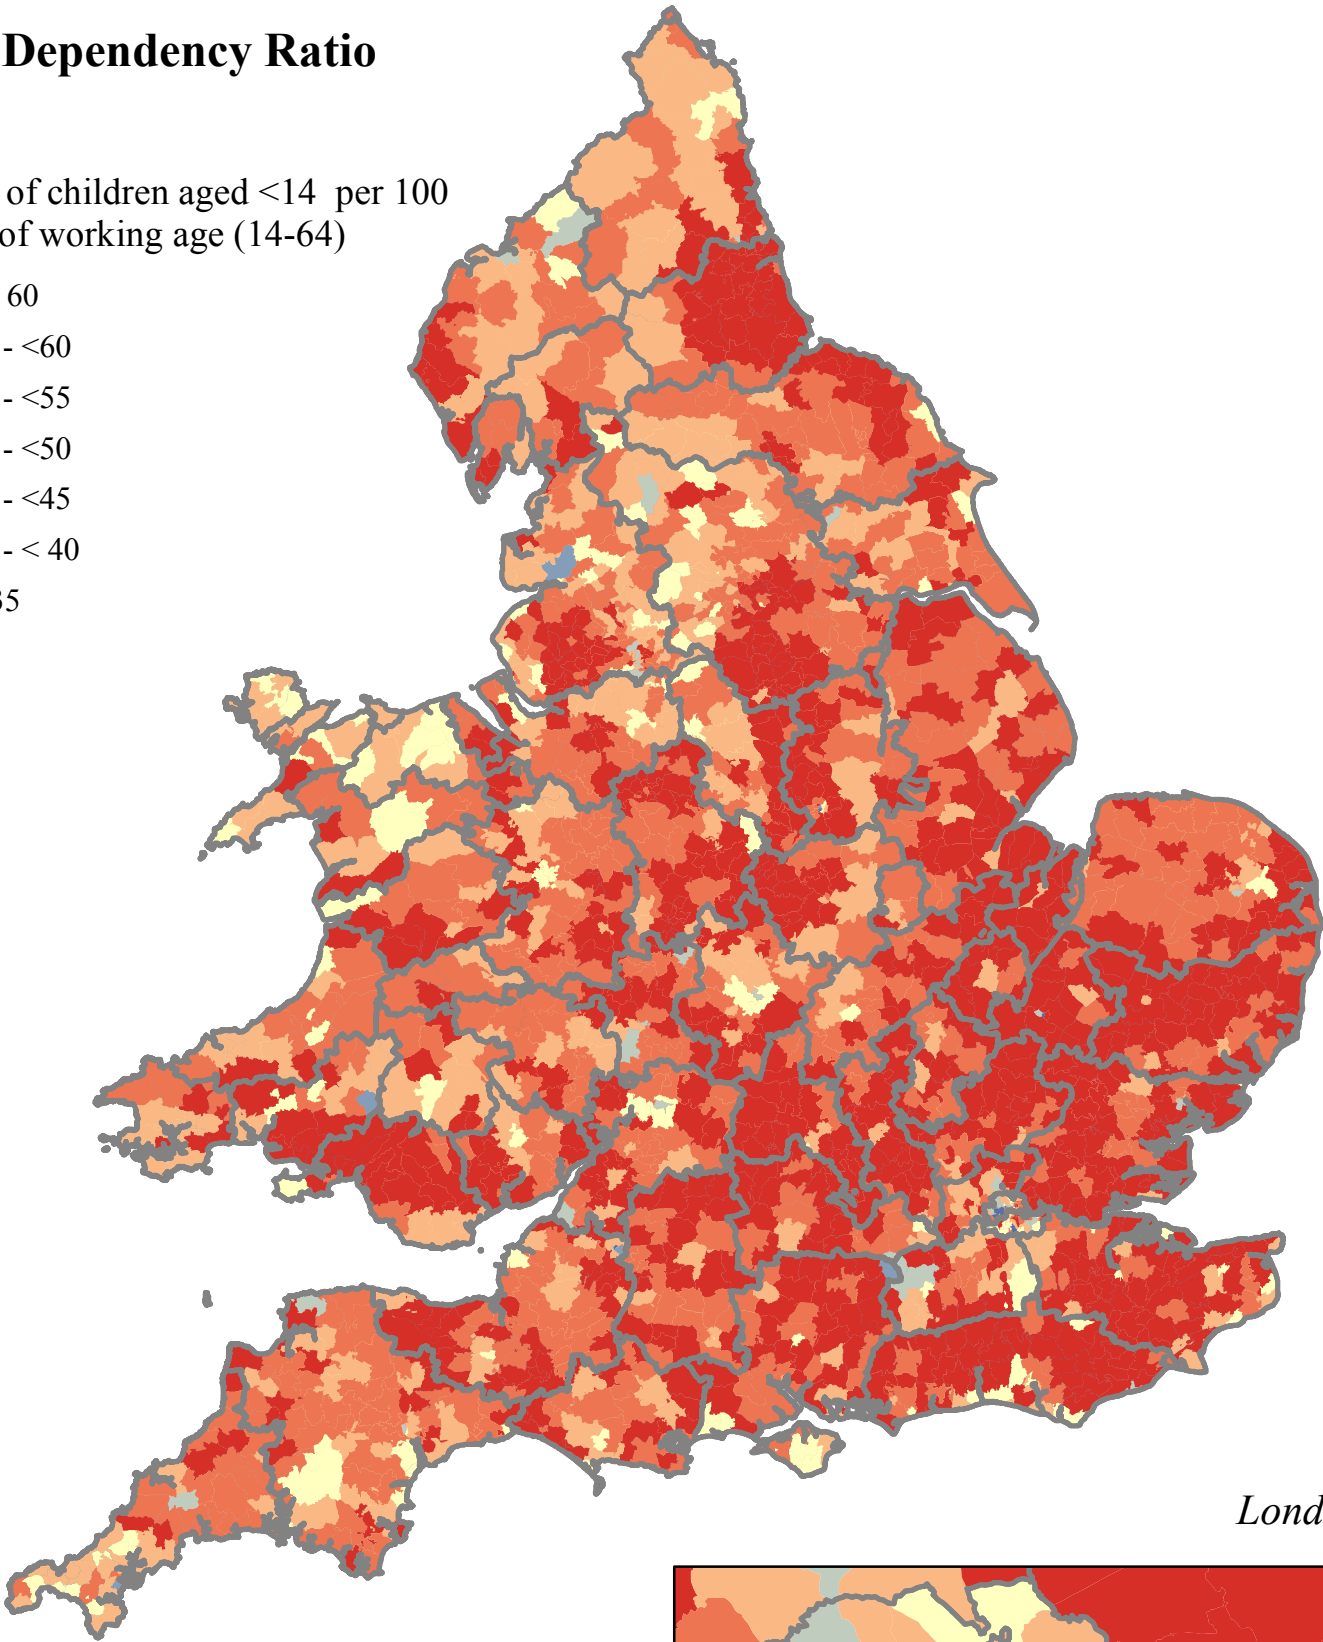 Dependency Ratio
of children aged <14 per 100
of working age (14-64)
60
- <60
- <55
- <50
- <45
- < 40
35
Lond